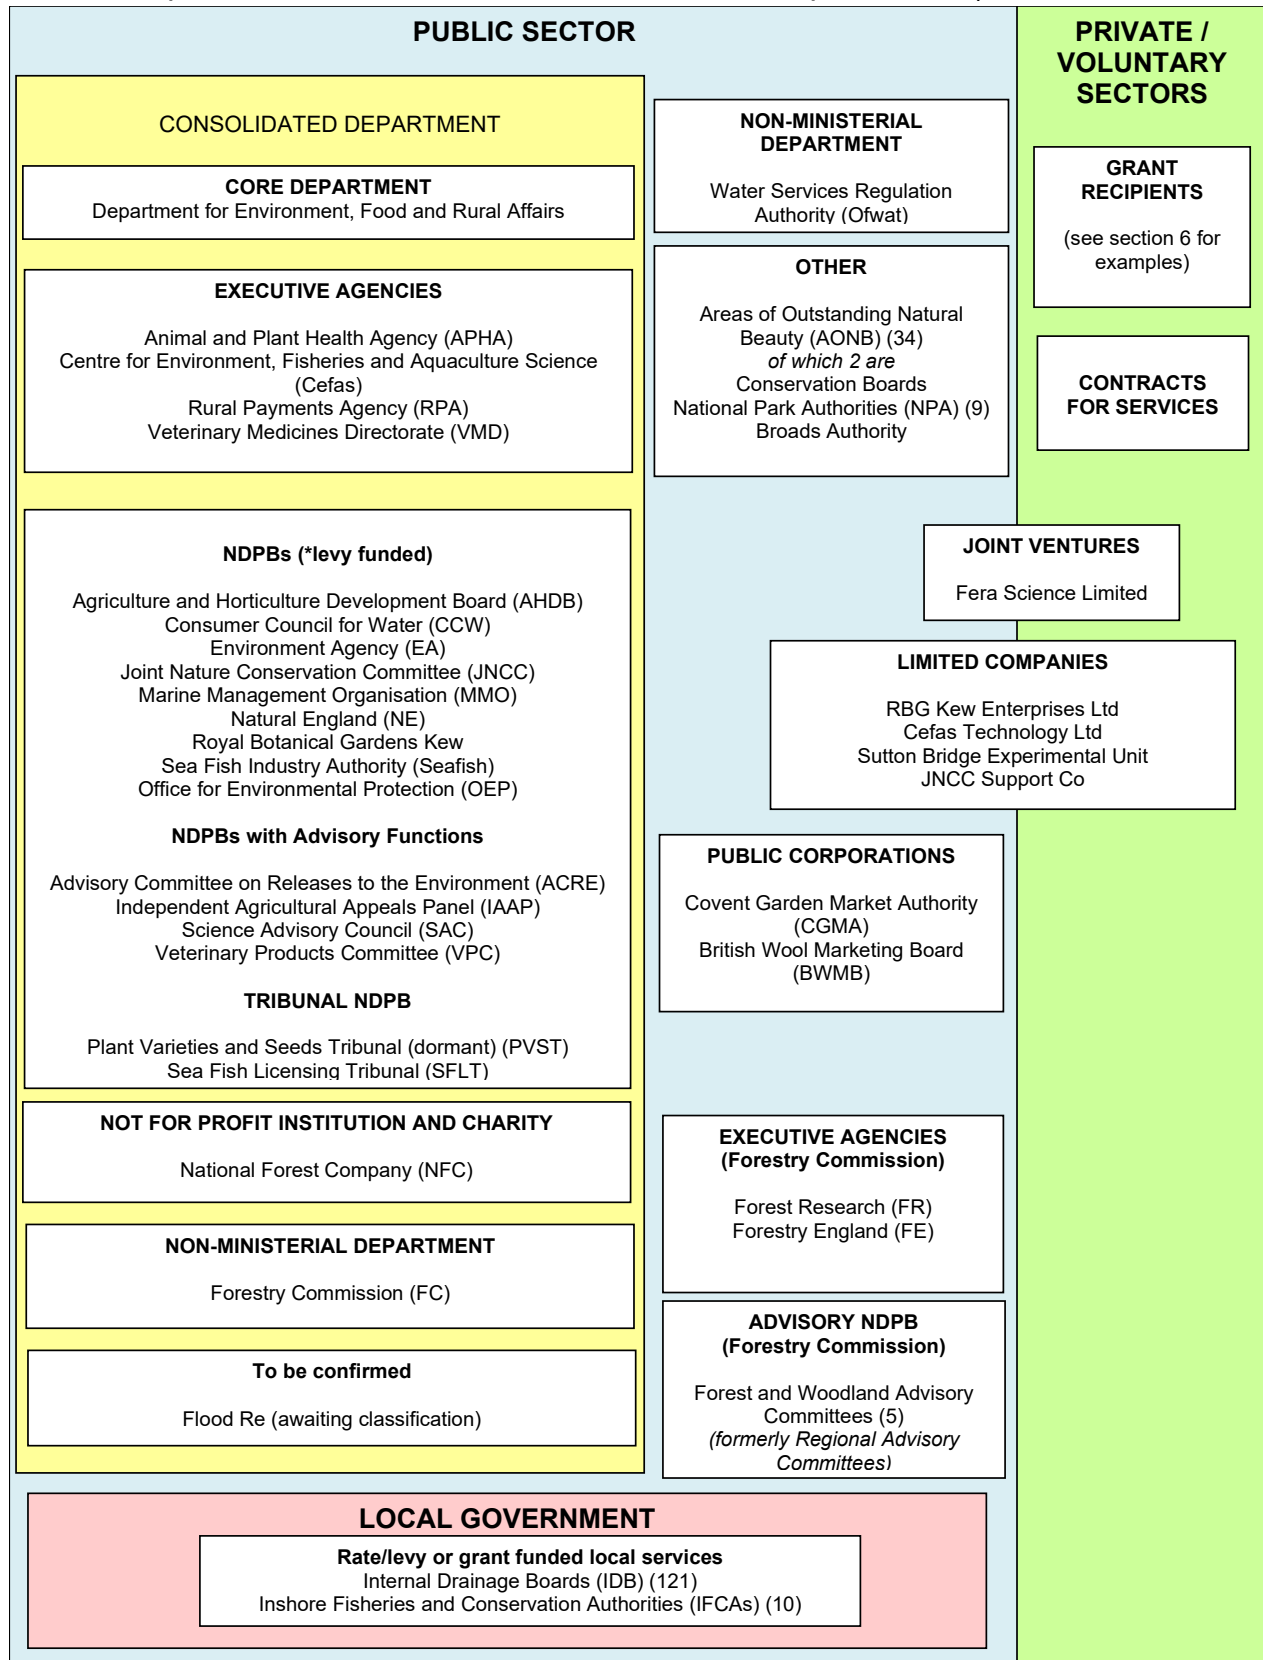 PUBLIC SECTOR
CONSOLIDATED DEPARTMENT
CORE DEPARTMENT
Department for Environment, Food and Rural Affairs
EXECUTIVE AGENCIES
Animal and Plant Health Agency (APHA)
Centre for Environment, Fisheries and Aquaculture Science
(Cefas)
Rural Payments Agency (RPA)
Veterinary Medicines Directorate (VMD)
NDPBs (*levy funded)
Agriculture and Horticulture Development Board (AHDB)
Consumer Council for Water (CCW)
Environment Agency (EA)
Joint Nature Conservation Committee (JNCC)
Marine Management Organisation (MMO)
Natural England (NE)
Royal Botanical Gardens Kew
Sea Fish Industry Authority (Seafish)
Office for Environmental Protection (OEP)
NDPBs with Advisory Functions
Advisory Committee on Releases to the Environment (ACRE)
Independent Agricultural Appeals Panel (IAAP)
Science Advisory Council (SAC)
Veterinary Products Committee (VPC)
TRIBUNAL NDPB
Plant Varieties and Seeds Tribunal (dormant) (PVST)
Sea Fish Licensing Tribunal (SFLT)
NOT FOR PROFIT INSTITUTION AND CHARITY
National Forest Company (NFC)
NON-MINISTERIAL DEPARTMENT
Forestry Commission (FC)
To be confirmed
Flood Re (awaiting classification)
NON-MINISTERIAL
DEPARTMENT
Water Services Regulation
Authority (Ofwat)
OTHER
Areas of Outstanding Natural
Beauty (AONB) (34)
of which 2 are
Conservation Boards
National Park Authorities (NPA) (9)
Broads Authority
JOINT VENTURES
Fera Science Limited
LIMITED COMPANIES
RBG Kew Enterprises Ltd
Cefas Technology Ltd
Sutton Bridge Experimental Unit
JNCC Support Co
PUBLIC CORPORATIONS
Covent Garden Market Authority
(CGMA)
British Wool Marketing Board
(BWMB)
EXECUTIVE AGENCIES
(Forestry Commission)
Forest Research (FR)
Forestry England (FE)
ADVISORY NDPB
(Forestry Commission)
Forest and Woodland Advisory
Committees (5)
(formerly Regional Advisory
Committees)
LOCAL GOVERNMENT
Rate/levy or grant funded local services
Internal Drainage Boards (IDB) (121)
Inshore Fisheries and Conservation Authorities (IFCAs) (10)
PRIVATE /
VOLUNTARY
SECTORS
GRANT
RECIPIENTS
(see section 6 for
examples)
CONTRACTS
FOR SERVICES